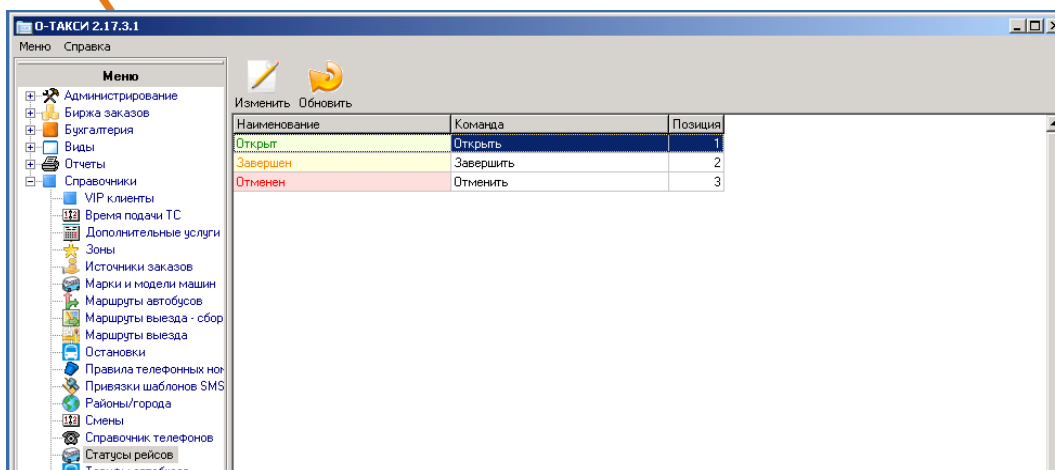 О-ТАКСИ 2.17.3.1
Меню Справка
Меню
Администрирование
Биржа заказов
Бухгалтерия
Виды
Отчеты
Справочники
VIP клиенты
Время подачи ТС
Дополнительные услуги
Зоны
Источники заказов
Марки и модели машин
Маршруты автобусов
Маршруты выезда - сбор
Маршруты выезда
Остановки
Правила телефонных ном
Привязки шаблонов SMS
Районы/города
Смены
Справочник телефонов
Статусы рейсов
Изменить Обновить
Наименование Команда Позиция
Открыт Открыть 1
Завершен Завершить 2
Отменен Отменить 3